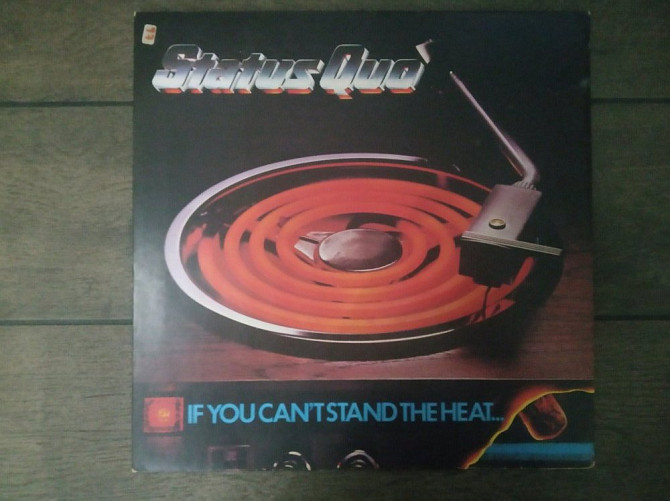 Status Quo
IF YOU CAN'T STAND THE HEAT...